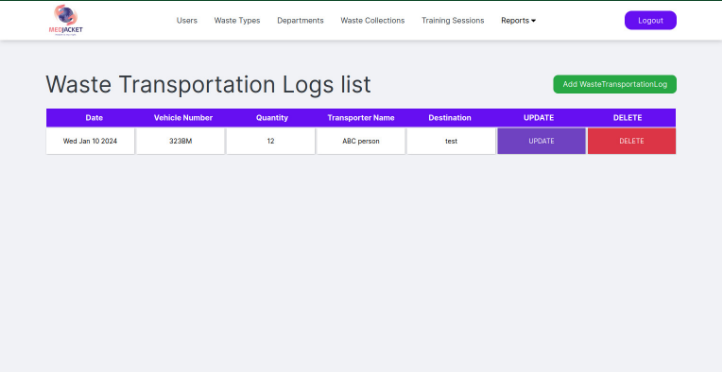 MEDJACKET
Users Waste Types Departments Waste Collections Training Sessions Reports Logout
Waste Transportation Logs list
Add WasteTransportationLog
Date Vehicle Number Quantity Transporter Name Destination UPDATE DELETE
Wed Jan 10 2024 323BM 12 ABC person test UPDATE DELETE